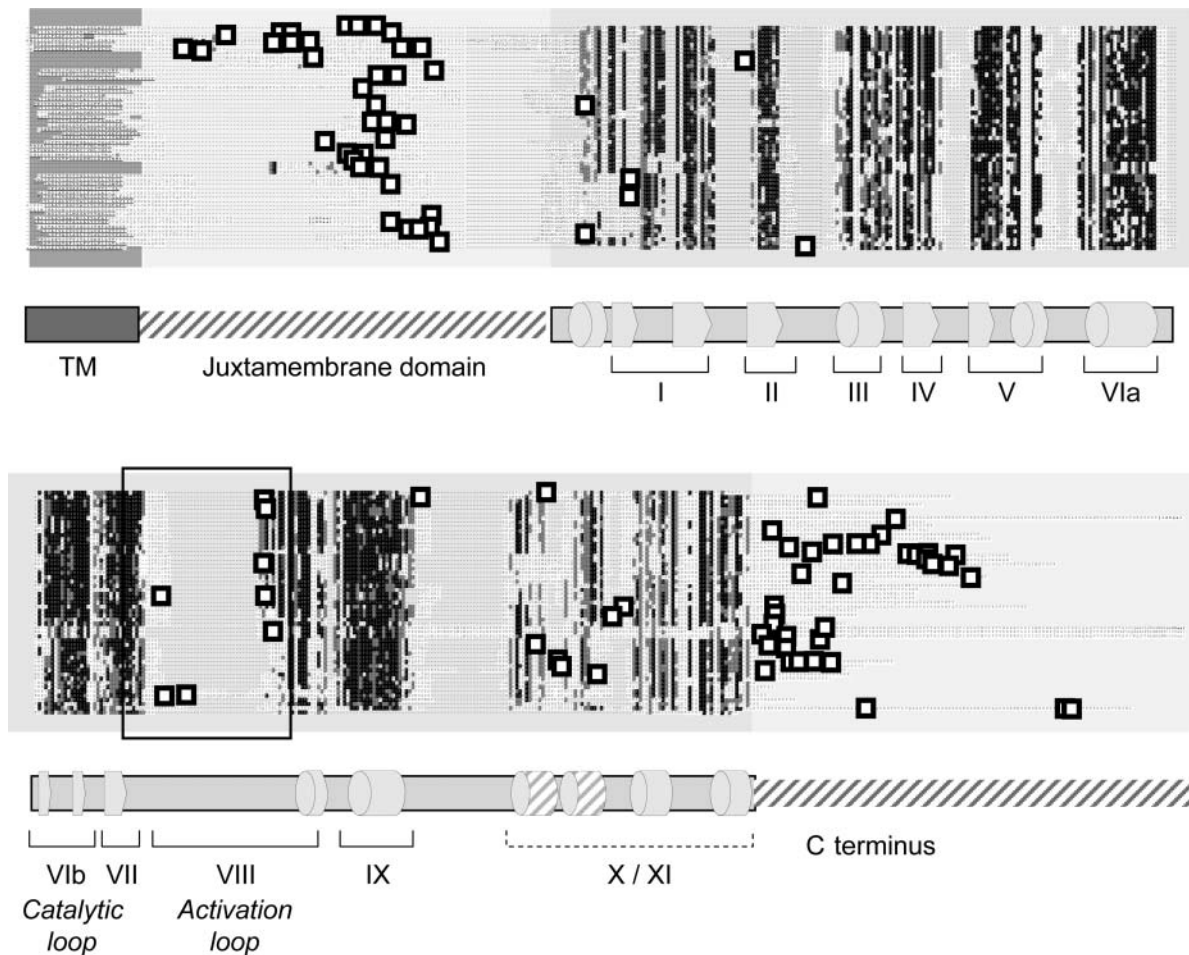 TM
Juxtamembrane domain
I
II
III
IV
V
VIa
C terminus
VIb
VII
VIII
IX
X / XI
Catalytic
loop
Activation
loop